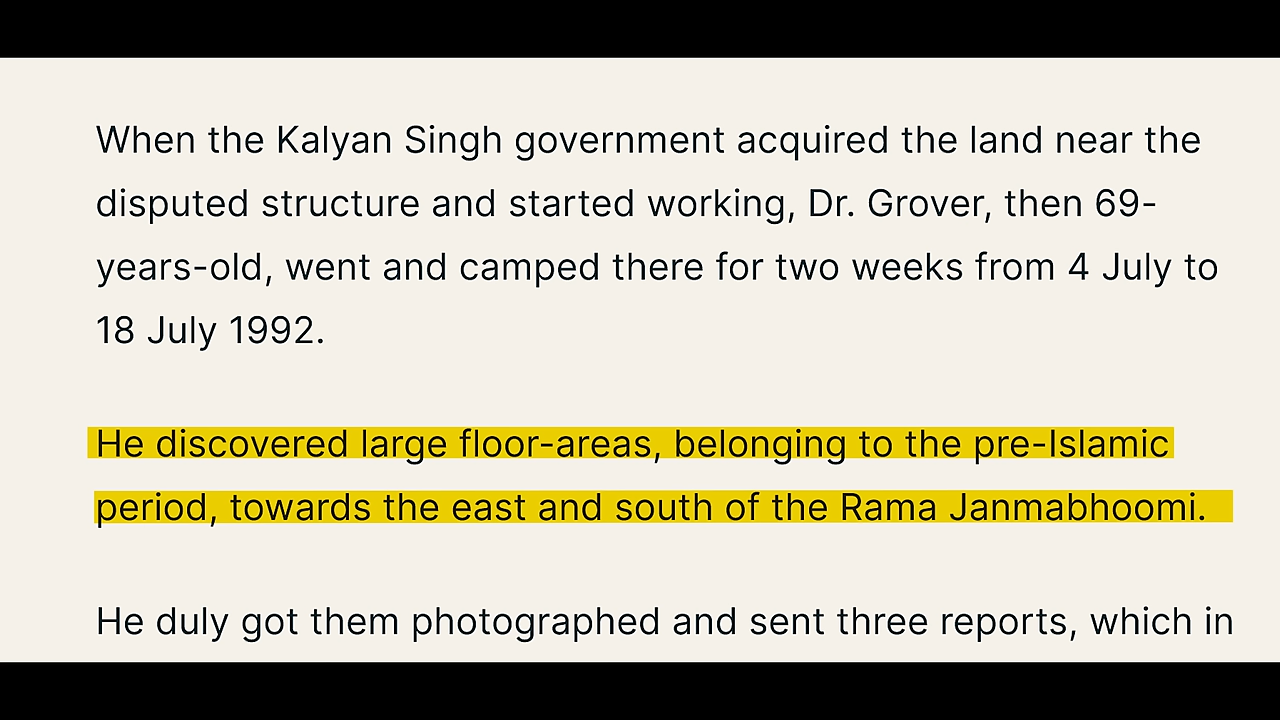 When the Kalyan Singh government acquired the land near the
disputed structure and started working, Dr. Grover, then 69-
years-old, went and camped there for two weeks from 4 July to
18 July 1992.
He discovered large floor-areas, belonging to the pre-Islamic
period, towards the east and south of the Rama Janmabhoomi.
He duly got them photographed and sent three reports, which in